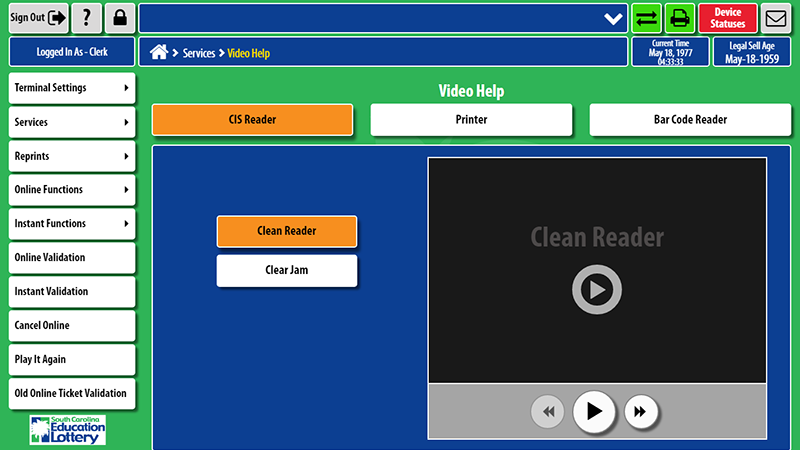 Sign Out
?
Device
Statuses
Logged In As - Clerk
Services
Video Help
Current Time
May 18, 1977
04:33:33
Legal Sell Age
May-18-1959
Terminal Settings
Services
Reprints
Online Functions
Instant Functions
Online Validation
Instant Validation
Cancel Online
Play It Again
Old Online Ticket Validation
South Carolina
Education
Lottery
Video Help
CIS Reader
Printer
Bar Code Reader
Clean Reader
Clear Jam
Clean Reader